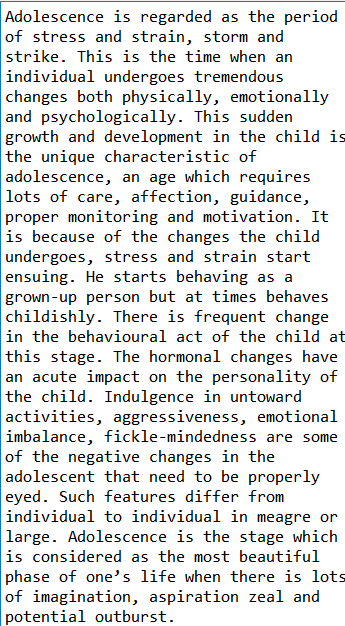 Adolescence is regarded as the period
of stress and strain, storm and
strike. This is the time when an
individual undergoes tremendous
changes both physically, emotionally
and psychologically. This sudden
growth and development in the child is
the unique characteristic of
adolescence, an age which requires
lots of care, affection, guidance,
proper monitoring and motivation. It
is because of the changes the child
undergoes, stress and strain start
ensuing. He starts behaving as a
grown-up person but at times behaves
childishly. There is frequent change
in the behavioural act of the child at
this stage. The hormonal changes have
an acute impact on the personality of
the child. Indulgence in untoward
activities, aggressiveness, emotional
imbalance, fickle-mindedness are some
of the negative changes in the
adolescent that need to be properly
eyed. Such features differ from
individual to individual in meagre or
large. Adolescence is the stage which
is considered as the most beautiful
phase of one’s life when there is lots
of imagination, aspiration zeal and
potential outburst.